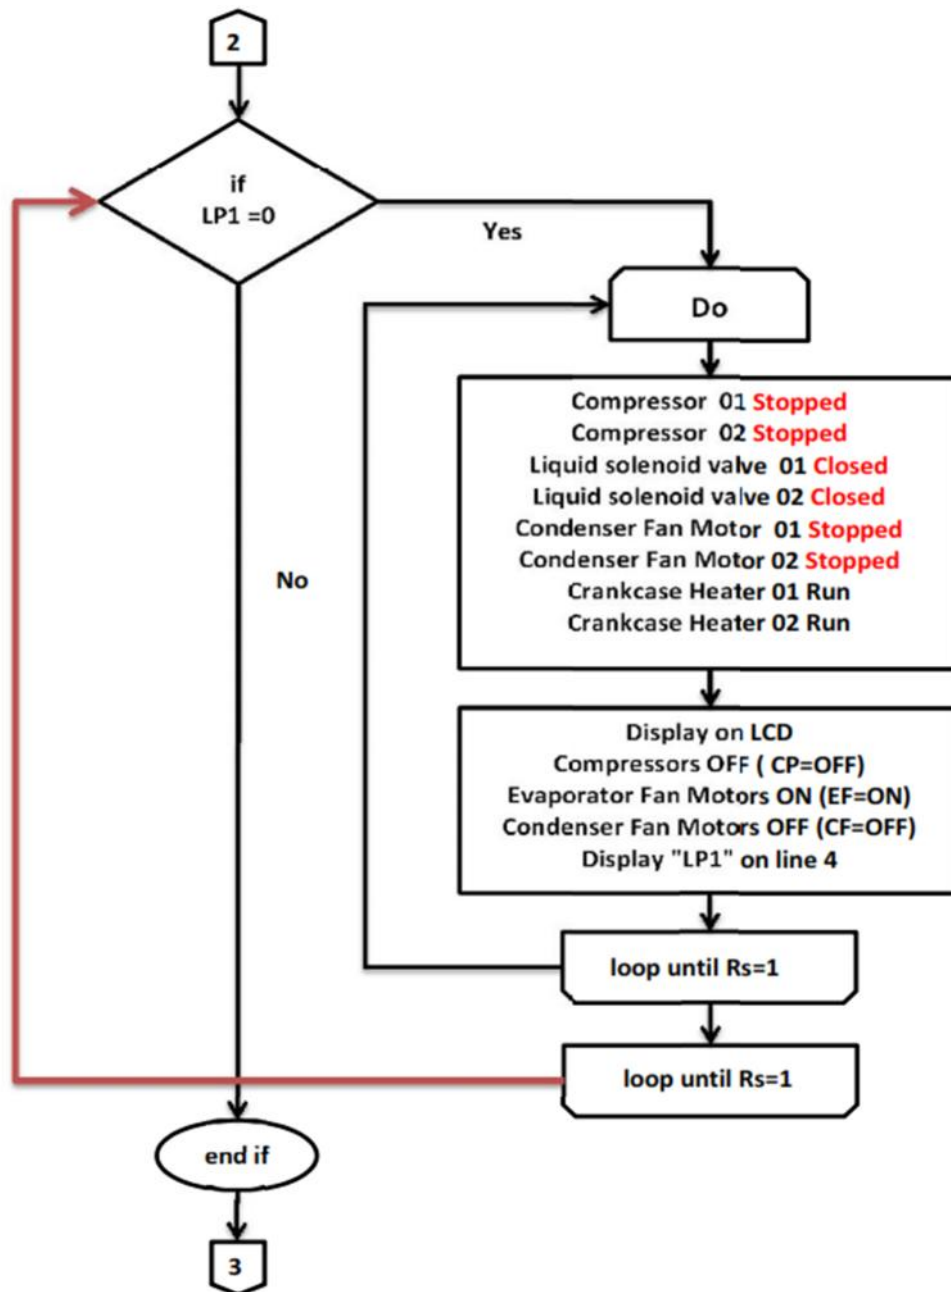 2
if
LP1 =0
Yes
Do
Compressor 01 Stopped
Compressor 02 Stopped
Liquid solenoid valve 01 Closed
Liquid solenoid valve 02 Closed
Condenser Fan Motor 01 Stopped
Condenser Fan Motor 02 Stopped
Crankcase Heater 01 Run
Crankcase Heater 02 Run
No
Display on LCD
Compressors OFF ( CP=OFF)
Evaporator Fan Motors ON (EF=ON)
Condenser Fan Motors OFF (CF=OFF)
Display "LP1" on line 4
loop until Rs=1
loop until Rs=1
end if
3